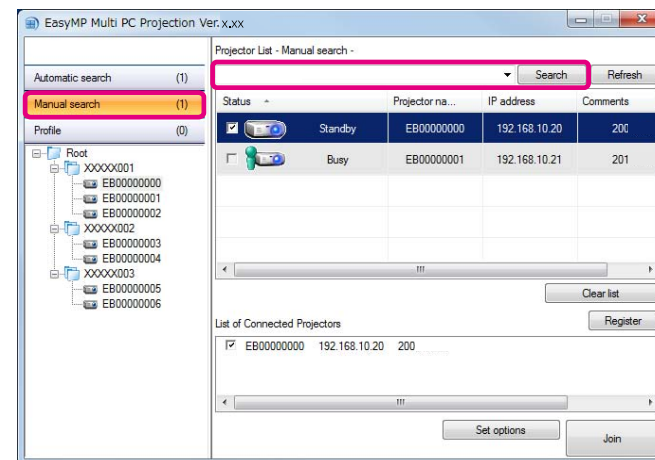 EasyMP Multi PC Projection Ver.x.xx
Projector List - Manual search -
Automatic search (1)
Search
Refresh
Manual search (1)
Status
Projector na...
IP address
Comments
Profile (0)
Standby EB00000000 192.168.10.20 200
Busy EB00000001 192.168.10.21 201
Root
XXXXX001
EB00000000
EB00000001
EB00000002
XXXXX002
EB00000003
EB00000004
XXXXX003
EB00000005
EB00000006
Clear list
List of Connected Projectors
Register
EB00000000 192.168.10.20 200
Set options
Join